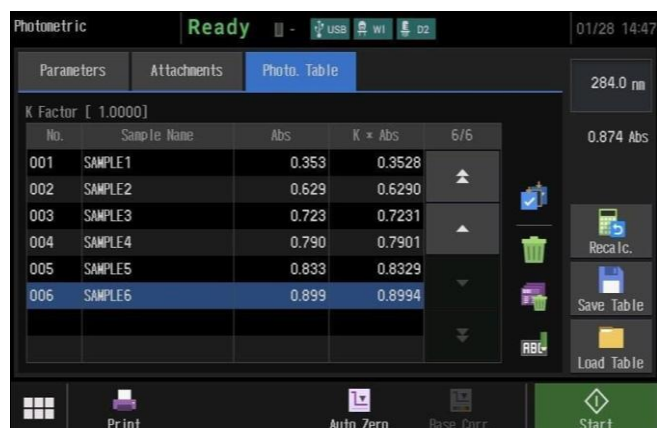 Photometric Ready - USB WI D2 01/28 14:47
Parameters Attachments Photo. Table
284.0 nm
K Factor [ 1.0000]
No. Sample Name Abs K × Abs 6/6
0.874 Abs
001 SAMPLE1 0.353 0.3528
002 SAMPLE2 0.629 0.6290
003 SAMPLE3 0.723 0.7231
004 SAMPLE4 0.790 0.7901
005 SAMPLE5 0.833 0.8329
006 SAMPLE6 0.899 0.8994
Recalc.
Save Table
ABC
Load Table
Print Auto Zero Base Corr. Start